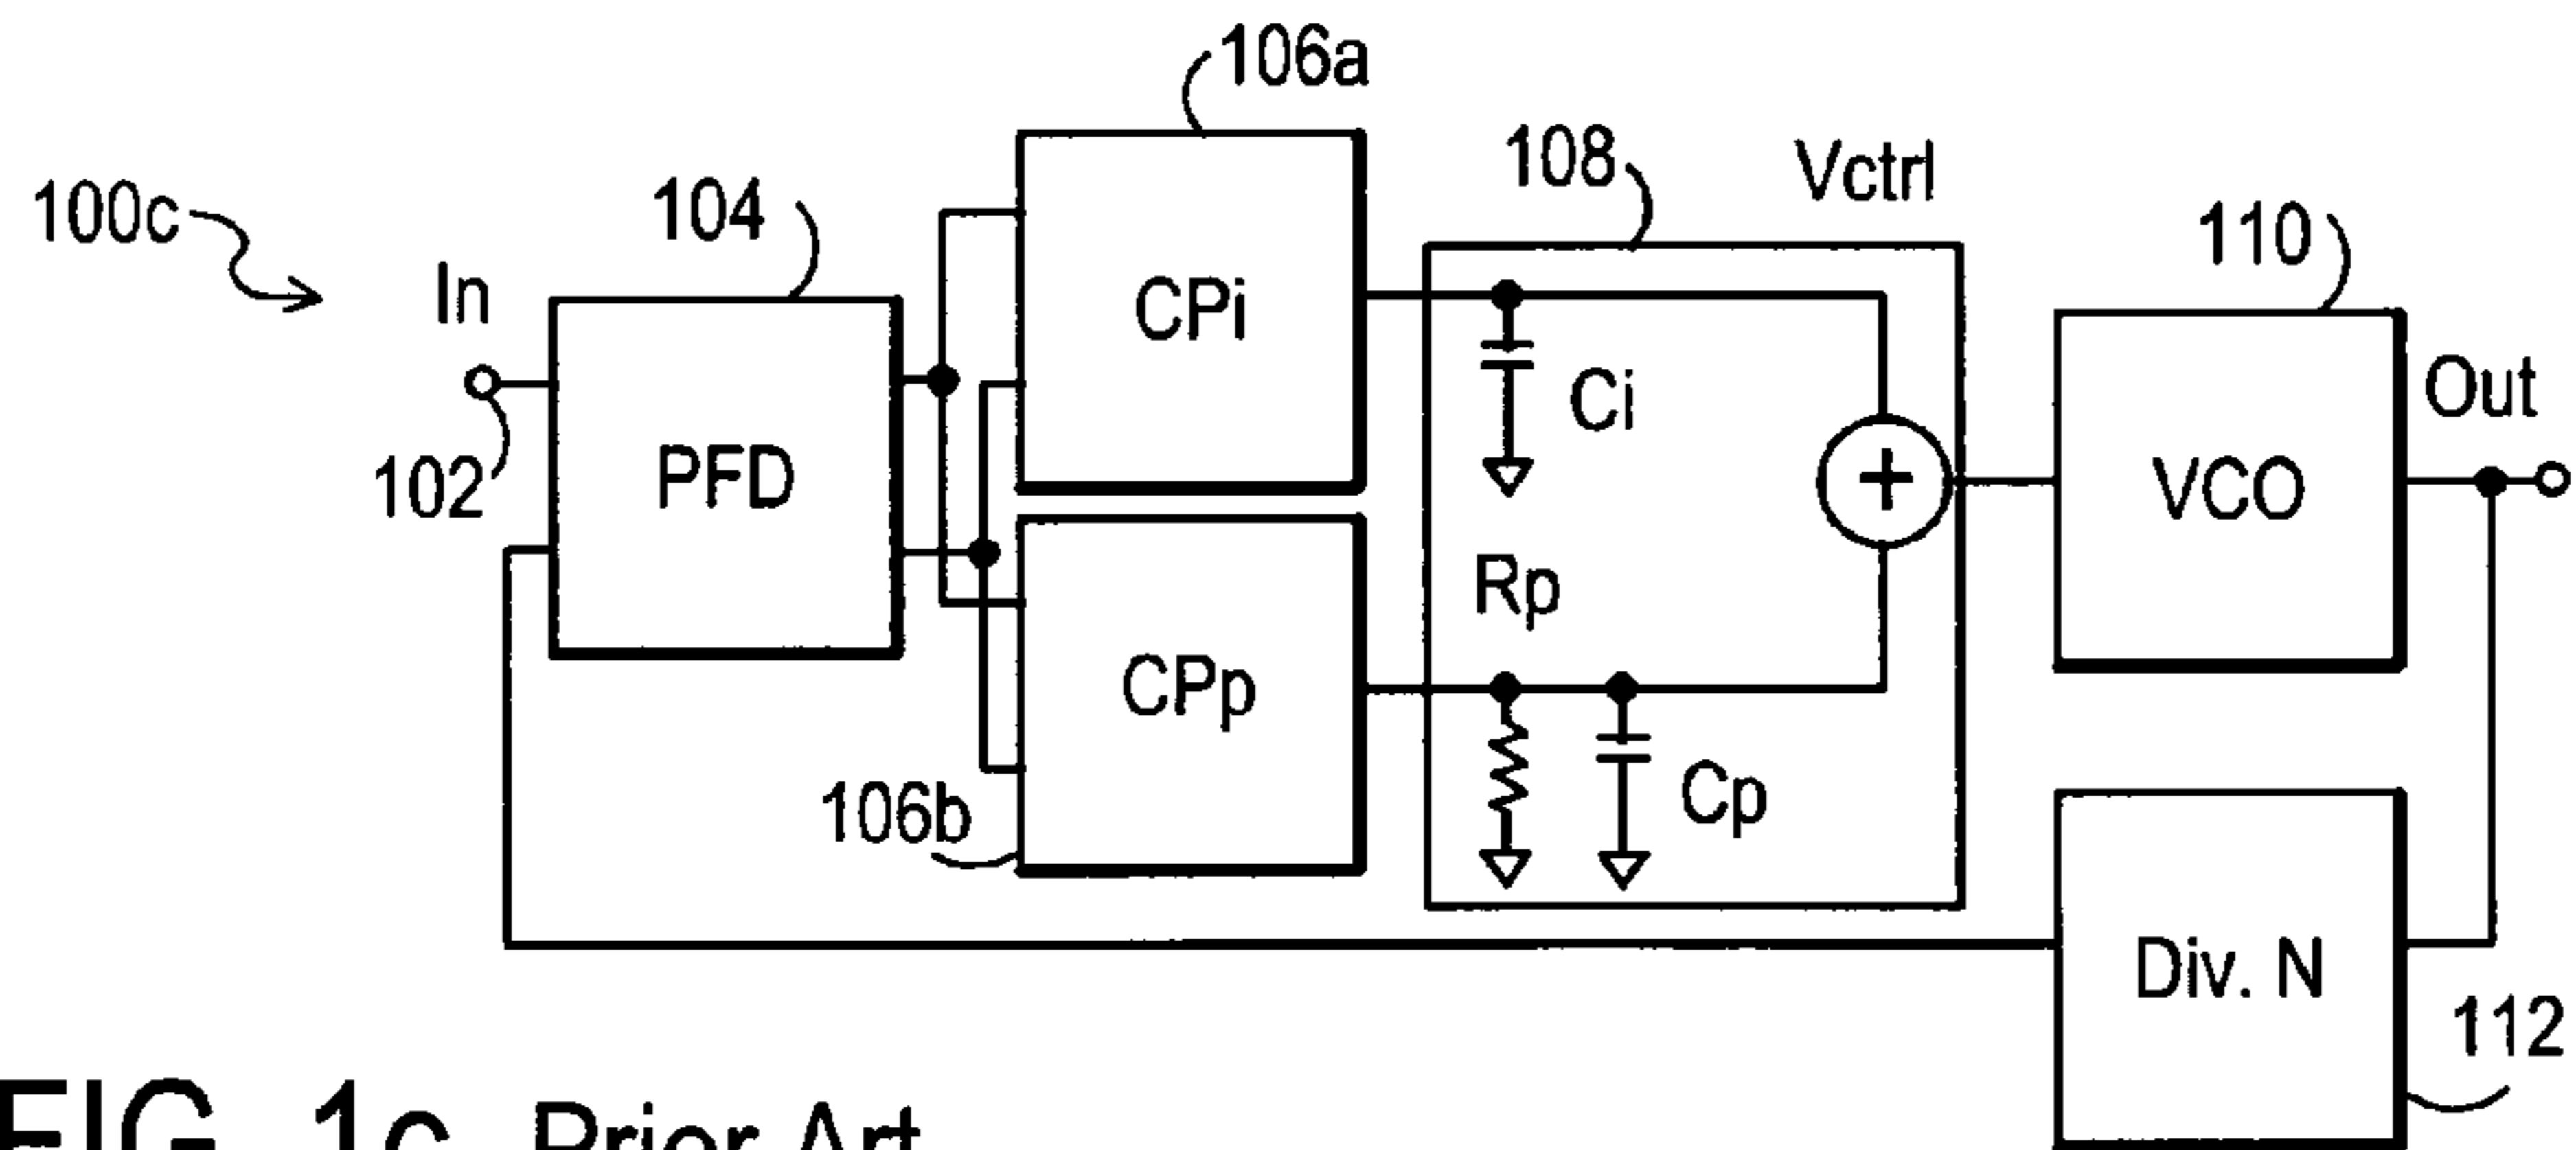 106a
108
Vctrl
100c
104
110
In
CPi
Ci
Out
102
PFD
+
VCO
Rp
CPp
106b
Cp
Div. N
112
FIG. 1c Prior Art